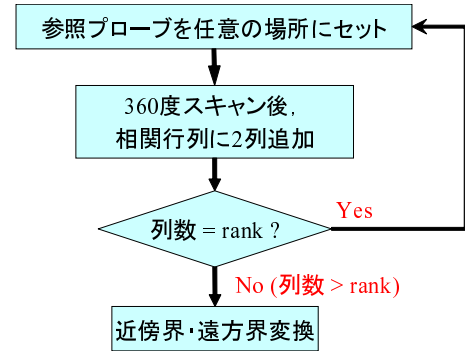 参照プローブを任意の場所にセット
360度スキャン後,
相関行列に2列追加
列数 = rank ?
Yes
No (列数 > rank)
近傍界・遠方界変換